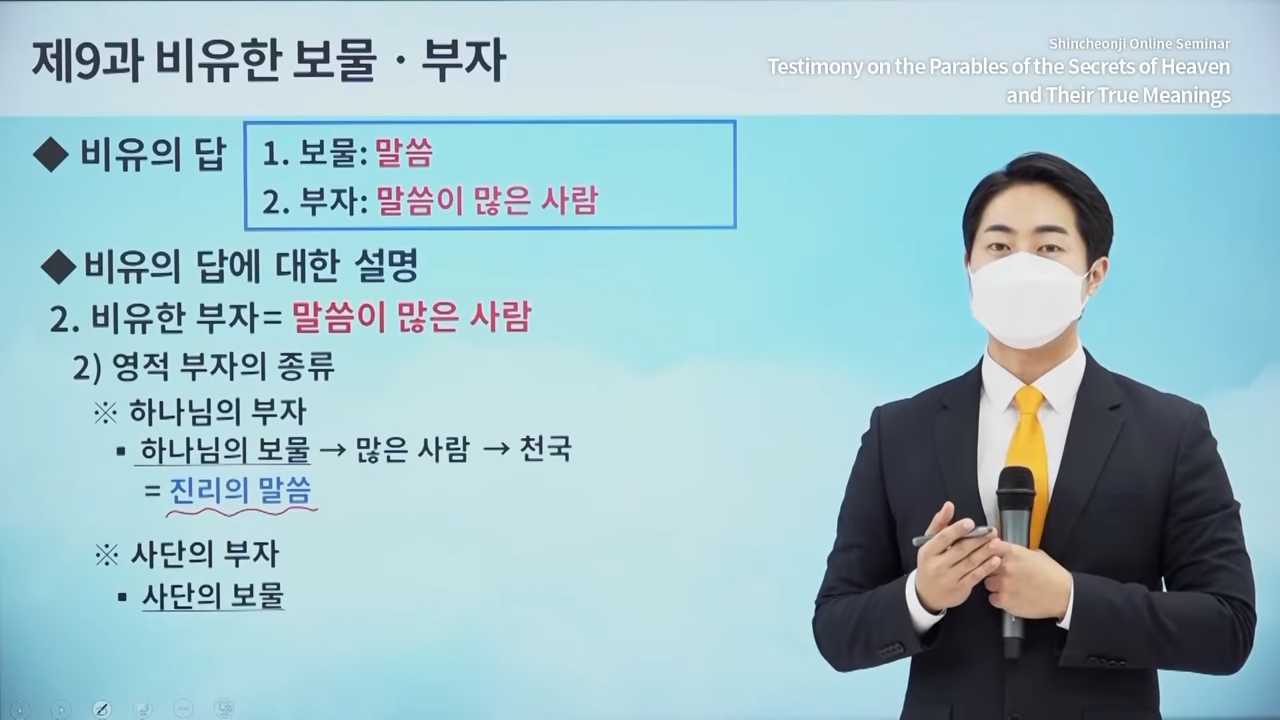 제9과 비유한 보물 · 부자
Shincheonji Online Seminar
Testimony on the Parables of the Secrets of Heaven
and Their True Meanings
◆ 비유의 답
1. 보물: 말씀
2. 부자: 말씀이 많은 사람
◆ 비유의 답에 대한 설명
2. 비유한 부자= 말씀이 많은 사람
2) 영적 부자의 종류
※ 하나님의 부자
▪ 하나님의 보물 → 많은 사람 → 천국
= 진리의 말씀
※ 사단의 부자
▪ 사단의 보물